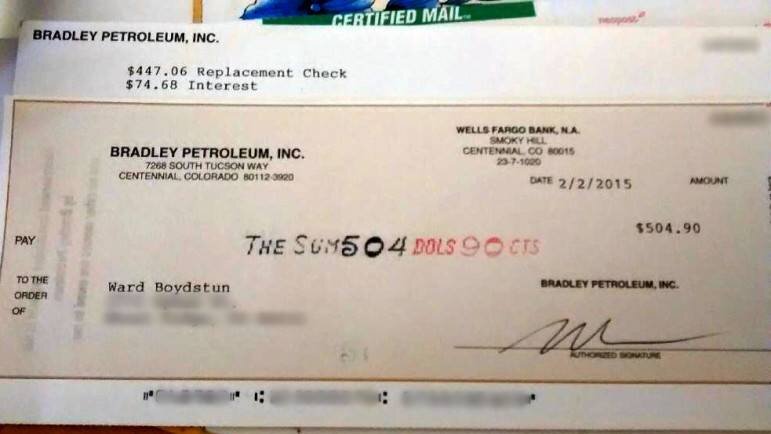 CERTIFIED MAIL
neopost
BRADLEY PETROLEUM, INC.
$447.06 Replacement Check
$74.68 Interest
BRADLEY PETROLEUM, INC.
7268 SOUTH TUCSON WAY
CENTENNIAL, COLORADO 80112-3920
WELLS FARGO BANK, N.A.
SMOKY HILL
CENTENNIAL, CO 80015
23-7-1020
DATE 2/2/2015 AMOUNT
$504.90
PAY THE SUM 504 DOLS 90 CTS
TO THE
ORDER
OF
Ward Boydstun
BRADLEY PETROLEUM, INC.
AUTHORIZED SIGNATURE